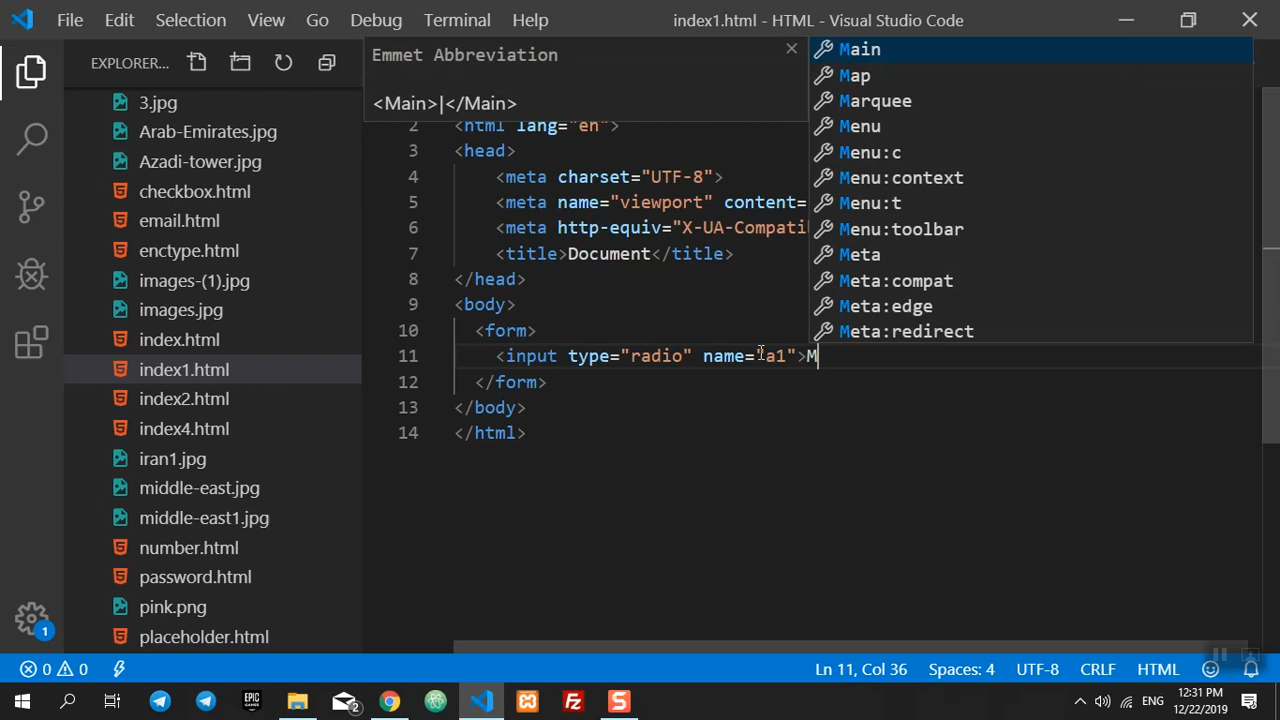 File Edit Selection View Go Debug Terminal Help index1.html - HTML - Visual Studio Code
EXPLORER...
3.jpg
Arab-Emirates.jpg
Azadi-tower.jpg
checkbox.html
email.html
enctype.html
images-(1).jpg
images.jpg
index.html
index1.html
index2.html
index4.html
iran1.jpg
middle-east.jpg
middle-east1.jpg
number.html
password.html
pink.png
placeholder.html
Emmet Abbreviation
<Main>|</Main>
Main
Map
Marquee
Menu
Menu:c
Menu:context
Menu:t
Menu:toolbar
Meta
Meta:compat
Meta:edge
Meta:redirect
2 <html lang="en">
3 <head>
4 <meta charset="UTF-8">
5 <meta name="viewport" content=
6 <meta http-equiv="X-UA-Compatib
7 <title>Document</title>
8 </head>
9 <body>
10 <form>
11 <input type="radio" name="a1">M
12 </form>
13 </body>
14 </html>
1
0 0 Ln 11, Col 36 Spaces: 4 UTF-8 CRLF HTML
EPIC GAMES 2 ENG 12:31 PM
12/22/2019